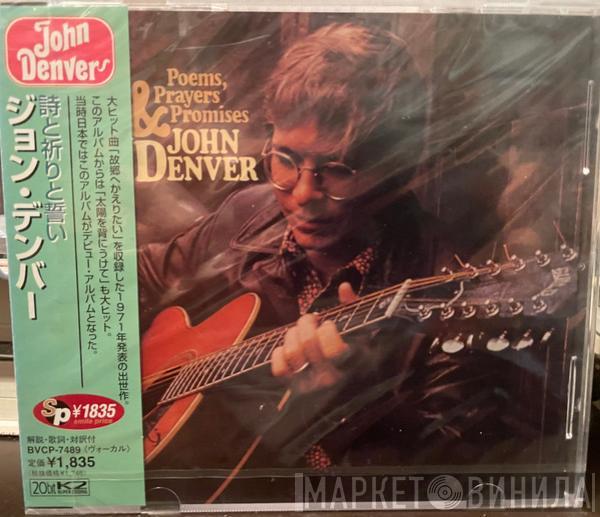 John
Denver
詩と祈りと誓い
ジョン・デンバー
大ヒット曲「故郷へかえりたい」を収録した1971年発表の出世作。
このアルバムからは「太陽を背にうけて」も大ヒット。
当時日本ではこのアルバムがデビュー・アルバムとなった。
SP ¥1835
smile price
解説・歌詞・対訳付
BVCP-7489〈ヴォーカル〉
定価¥1,835
20bit K2
SUPER CODING
Poems,
Prayers
& Promises
JOHN
DENVER
МАРКЕТ ВИНИЛА